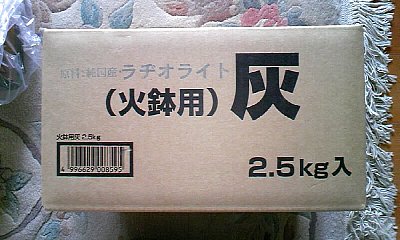 原料：純国産ラヂオライト
（火鉢用）灰
火鉢用灰 2.5kg
4 996629 008595
2.5kg入